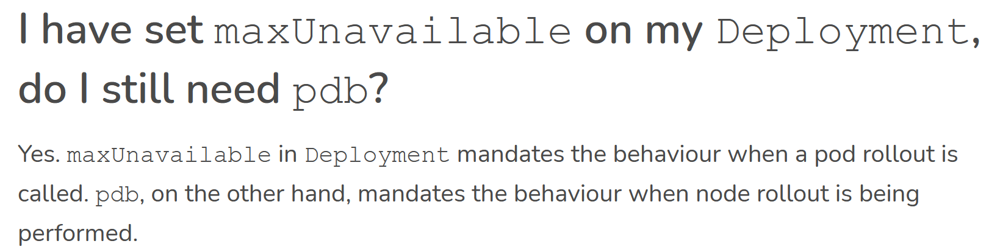 I have set maxUnavailable on my Deployment,
do I still need pdb?
Yes. maxUnavailable in Deployment mandates the behaviour when a pod rollout is
called. pdb, on the other hand, mandates the behaviour when node rollout is being
performed.